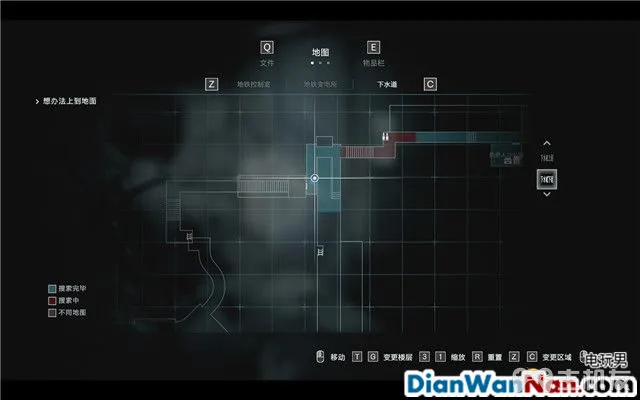 Q 地图 E
文件 物品栏
Z 地铁控制室 地铁变电所 下水道 C
想办法上到地面
搜索完毕
搜索中
不同地图
移动 T G 变更楼层 3 1 缩放 R 重置 Z C 变更区域
电玩男
DianWanNan.com